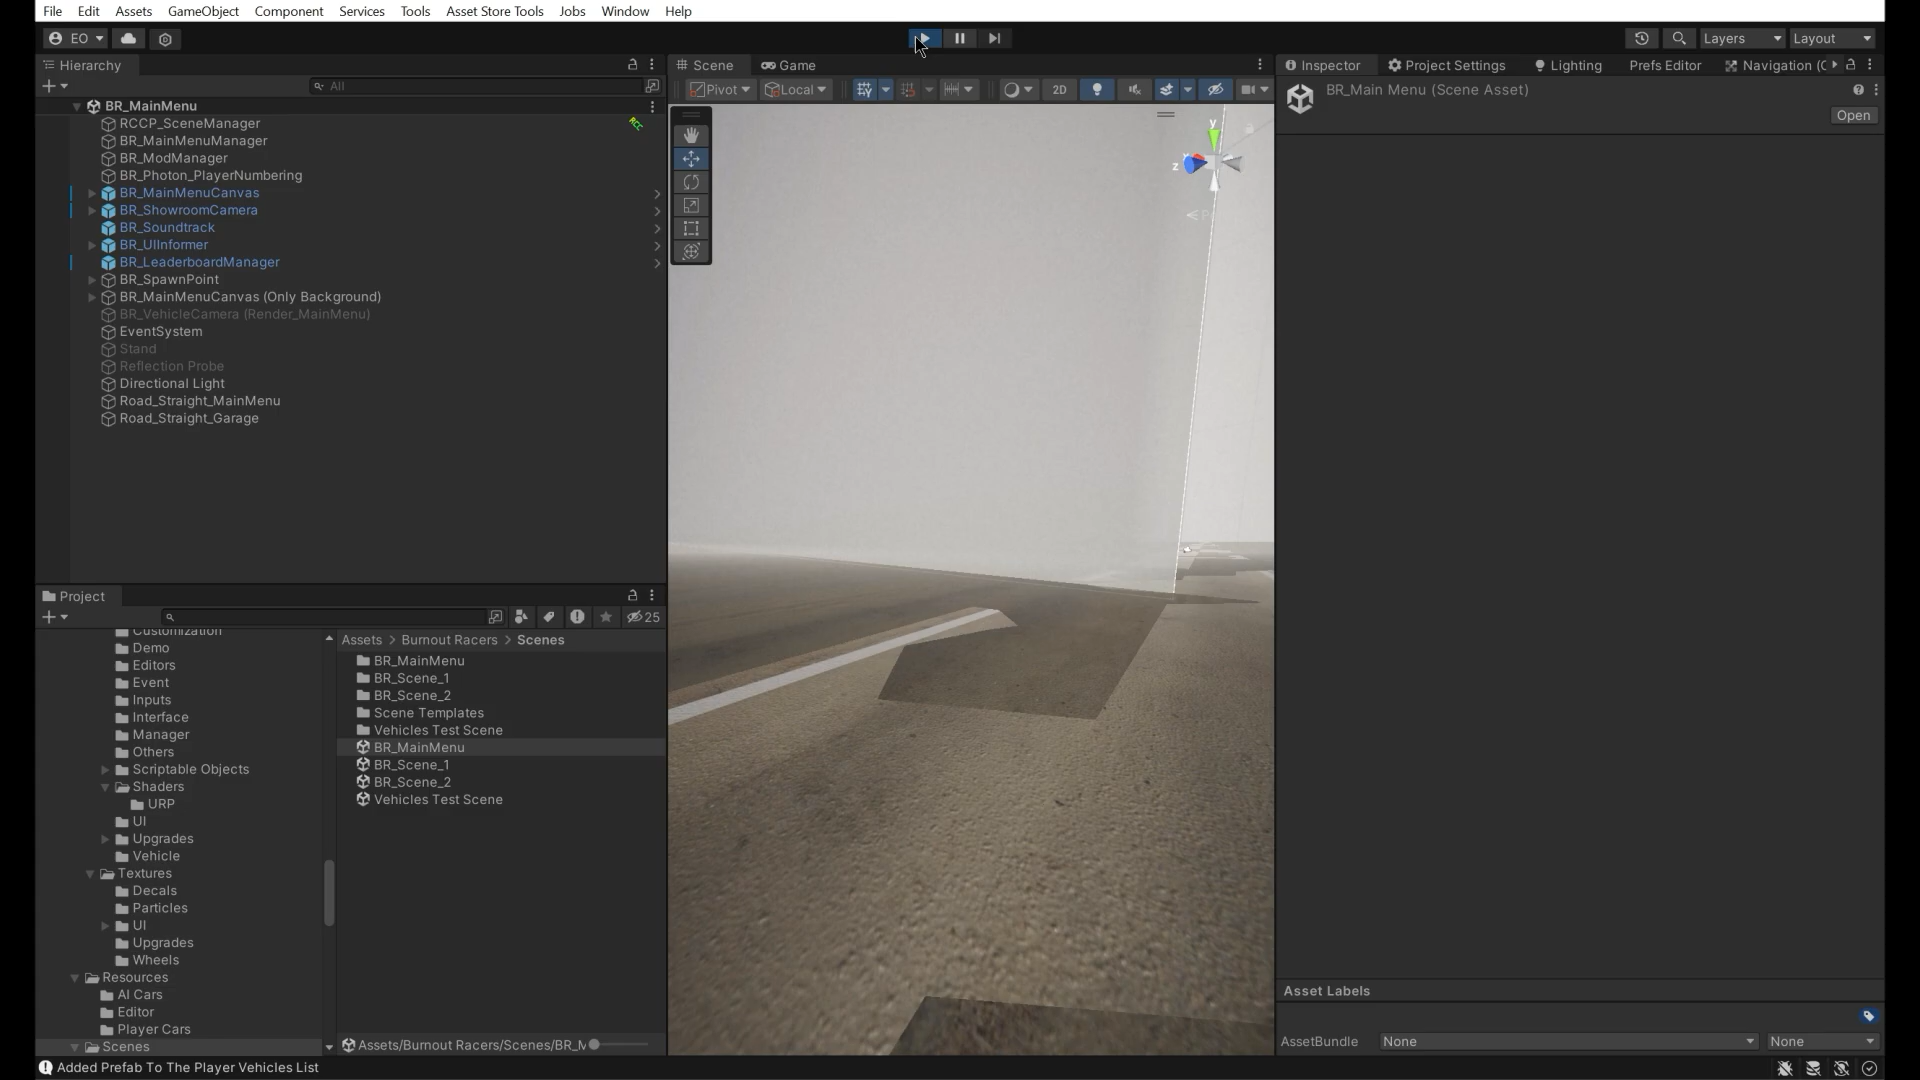 File Edit Assets GameObject Component Services Tools Asset Store Tools Jobs Window Help
EO Layers Layout
Hierarchy
All
BR_MainMenu
RCCP_SceneManager
BR_MainMenuManager
BR_ModManager
BR_Photon_PlayerNumbering
BR_MainMenuCanvas
BR_ShowroomCamera
BR_Soundtrack
BR_UIInformer
BR_LeaderboardManager
BR_SpawnPoint
BR_MainMenuCanvas (Only Background)
BR_VehicleCamera (Render_MainMenu)
EventSystem
Stand
Reflection Probe
Directional Light
Road_Straight_MainMenu
Road_Straight_Garage
Project
25
Customization
Demo
Editors
Event
Inputs
Interface
Manager
Others
Scriptable Objects
Shaders
URP
UI
Upgrades
Vehicle
Textures
Decals
Particles
UI
Upgrades
Wheels
Resources
AI Cars
Editor
Player Cars
Scenes
Assets > Burnout Racers > Scenes
BR_MainMenu
BR_Scene_1
BR_Scene_2
Scene Templates
Vehicles Test Scene
BR_MainMenu
BR_Scene_1
BR_Scene_2
Vehicles Test Scene
Assets/Burnout Racers/Scenes/BR_M
Scene Game
Pivot Local 2D
y
z
Inspector Project Settings Lighting Prefs Editor Navigation (O
BR_Main Menu (Scene Asset)
Open
Asset Labels
AssetBundle None None
Added Prefab To The Player Vehicles List